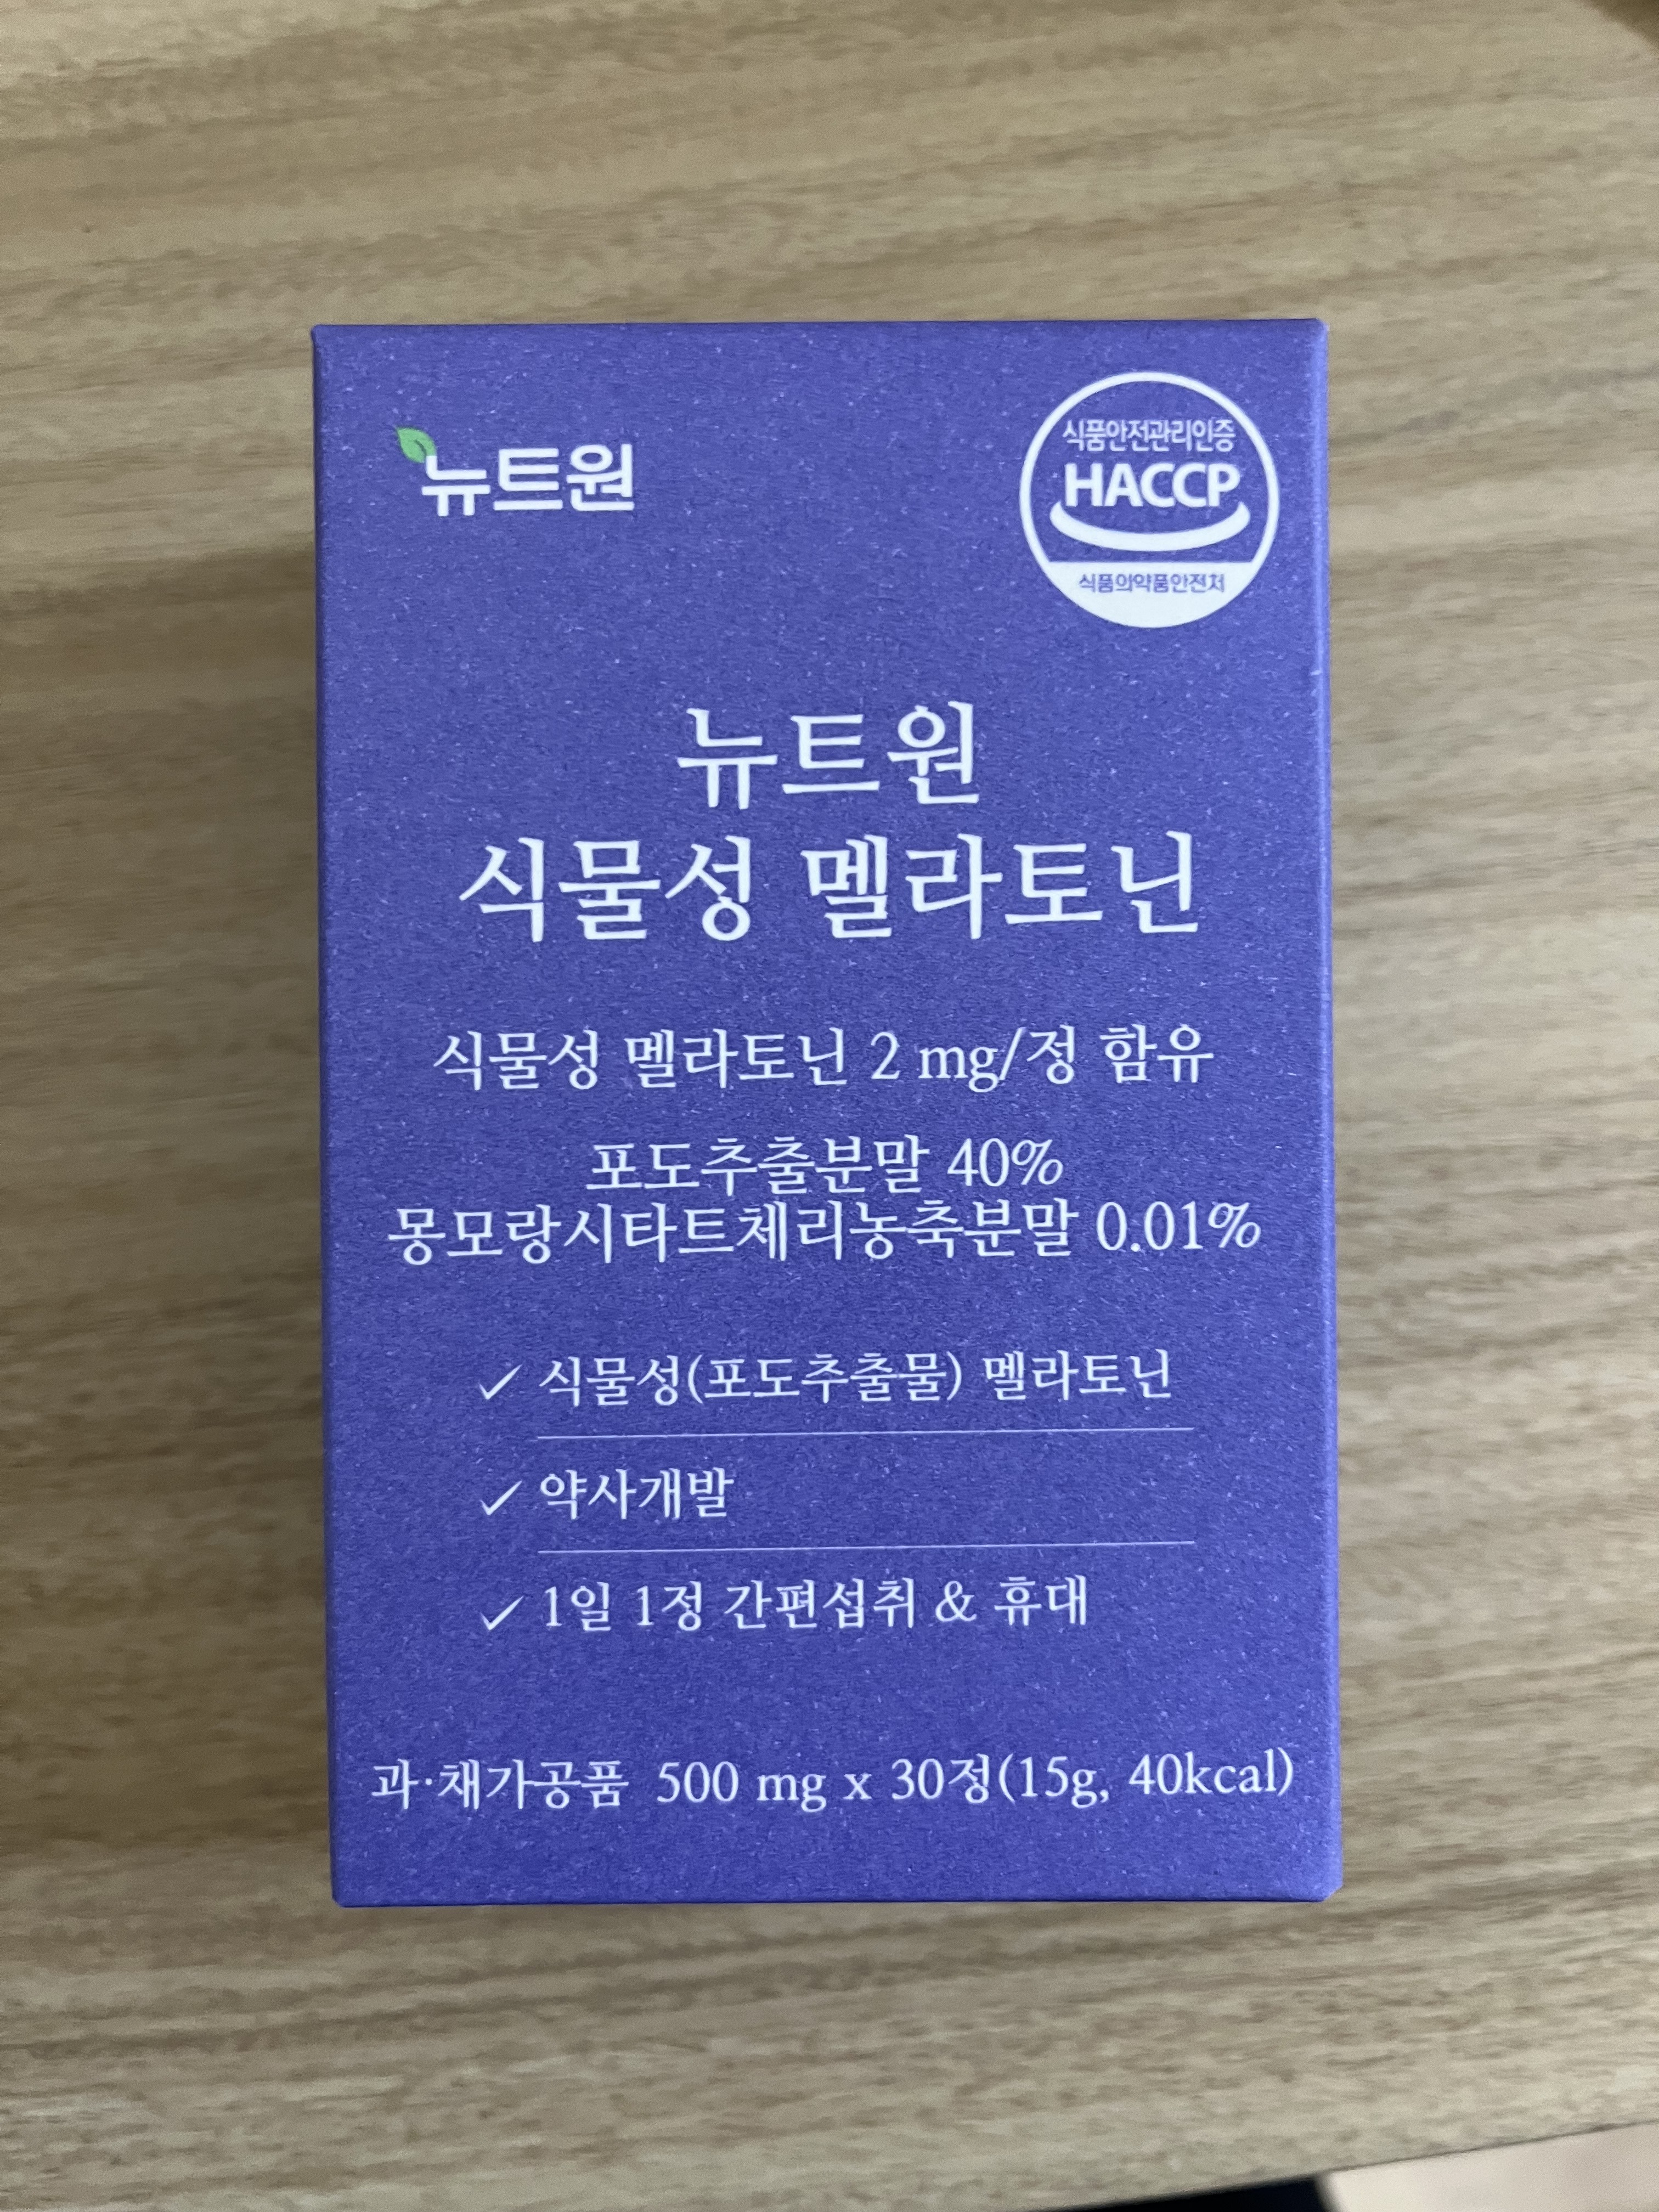 뉴트원
식품안전관리인증
HACCP
식품의약품안전처
뉴트원
식물성 멜라토닌
식물성 멜라토닌 2 mg/정 함유
포도추출분말 40%
몽모랑시타트체리농축분말 0.01%
식물성(포도추출물) 멜라토닌
약사개발
1일 1정 간편섭취 & 휴대
과·채가공품 500 mg x 30정(15g, 40kcal)